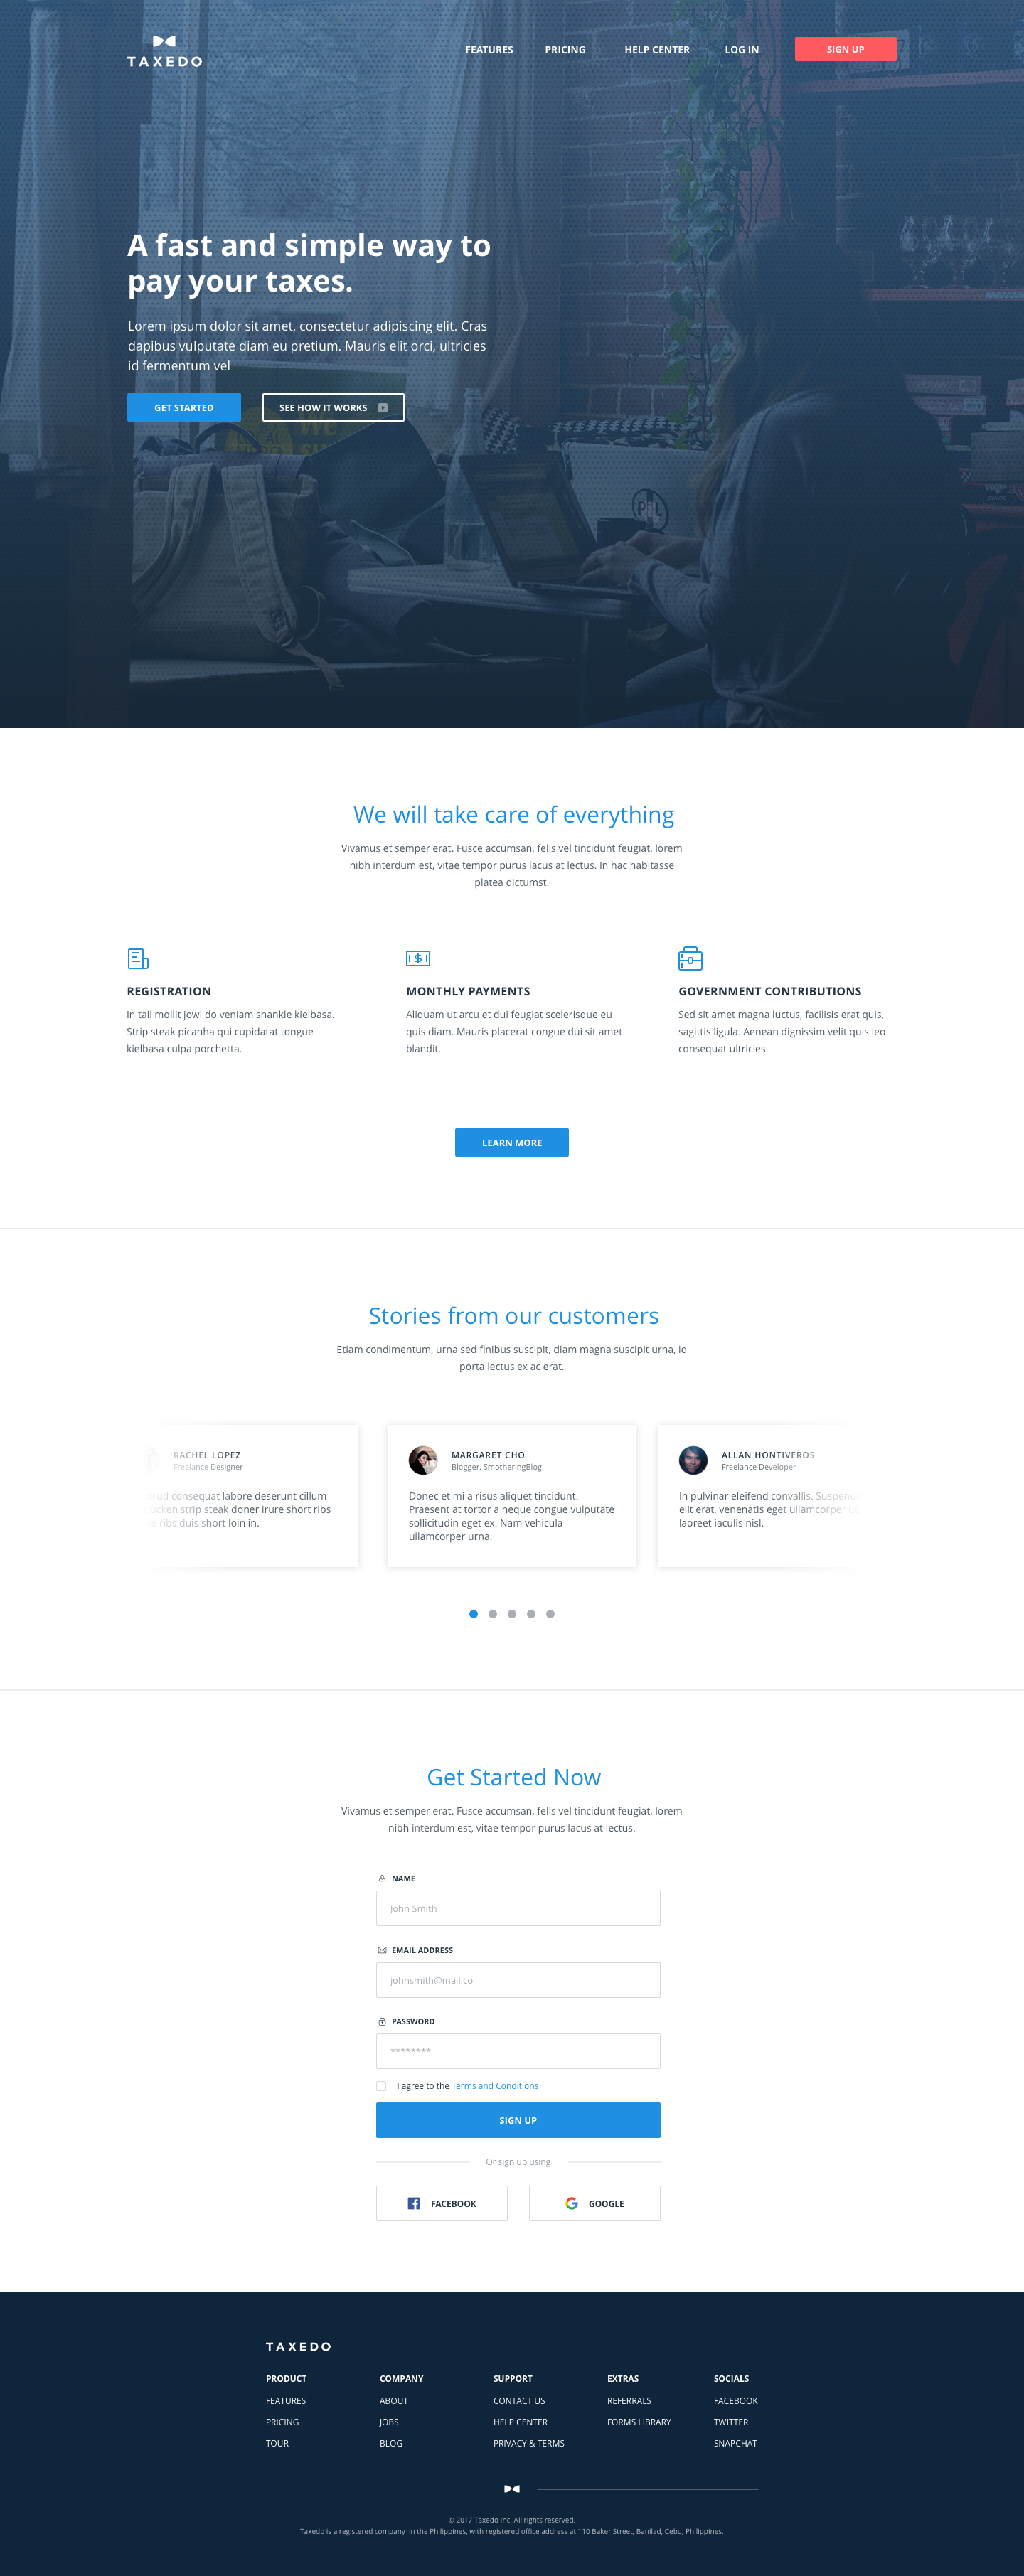 TAXEDO
FEATURES PRICING HELP CENTER LOG IN SIGN UP
A fast and simple way to
pay your taxes.
Lorem ipsum dolor sit amet, consectetur adipiscing elit. Cras
dapibus vulputate diam eu pretium. Mauris elit orci, ultricies
id fermentum vel
GET STARTED
SEE HOW IT WORKS
We will take care of everything
Vivamus et semper erat. Fusce accumsan, felis vel tincidunt feugiat, lorem
nibh interdum est, vitae tempor purus lacus at lectus. In hac habitasse
platea dictumst.
REGISTRATION
In tail mollit jowl do veniam shankle kielbasa.
Strip steak picanha qui cupidatat tongue
kielbasa culpa porchetta.
MONTHLY PAYMENTS
Aliquam ut arcu et dui feugiat scelerisque eu
quis diam. Mauris placerat congue dui sit amet
blandit.
GOVERNMENT CONTRIBUTIONS
Sed sit amet magna luctus, facilisis erat quis,
sagittis ligula. Aenean dignissim velit quis leo
consequat ultricies.
LEARN MORE
Stories from our customers
Etiam condimentum, urna sed finibus suscipit, diam magna suscipit urna, id
porta lectus ex ac erat.
RACHEL LOPEZ
Freelance Designer
consequat labore deserunt cillum
strip steak doner irure short ribs
ribs duis short loin in.
MARGARET CHO
Blogger, SmotheringBlog
Donec et mi a risus aliquet tincidunt.
Praesent at tortor a neque congue vulputate
sollicitudin eget ex. Nam vehicula
ullamcorper urna.
ALLAN HONTIVEROS
Freelance Developer
In pulvinar eleifend convallis.
elit erat, venenatis eget ullamcorper
laoreet iaculis nisl.
Get Started Now
Vivamus et semper erat. Fusce accumsan, felis vel tincidunt feugiat, lorem
nibh interdum est, vitae tempor purus lacus at lectus.
NAME
John Smith
EMAIL ADDRESS
johnsmith@mail.co
PASSWORD
********
I agree to the Terms and Conditions
SIGN UP
Or sign up using
FACEBOOK
GOOGLE
TAXEDO
PRODUCT
FEATURES
PRICING
TOUR
COMPANY
ABOUT
JOBS
BLOG
SUPPORT
CONTACT US
HELP CENTER
PRIVACY & TERMS
EXTRAS
REFERRALS
FORMS LIBRARY
SOCIALS
FACEBOOK
TWITTER
SNAPCHAT
© 2017 Taxedo Inc. All rights reserved.
Taxedo is a registered company in the Philippines, with registered office address at 110 Baker Street, Banilad, Cebu, Philippines.